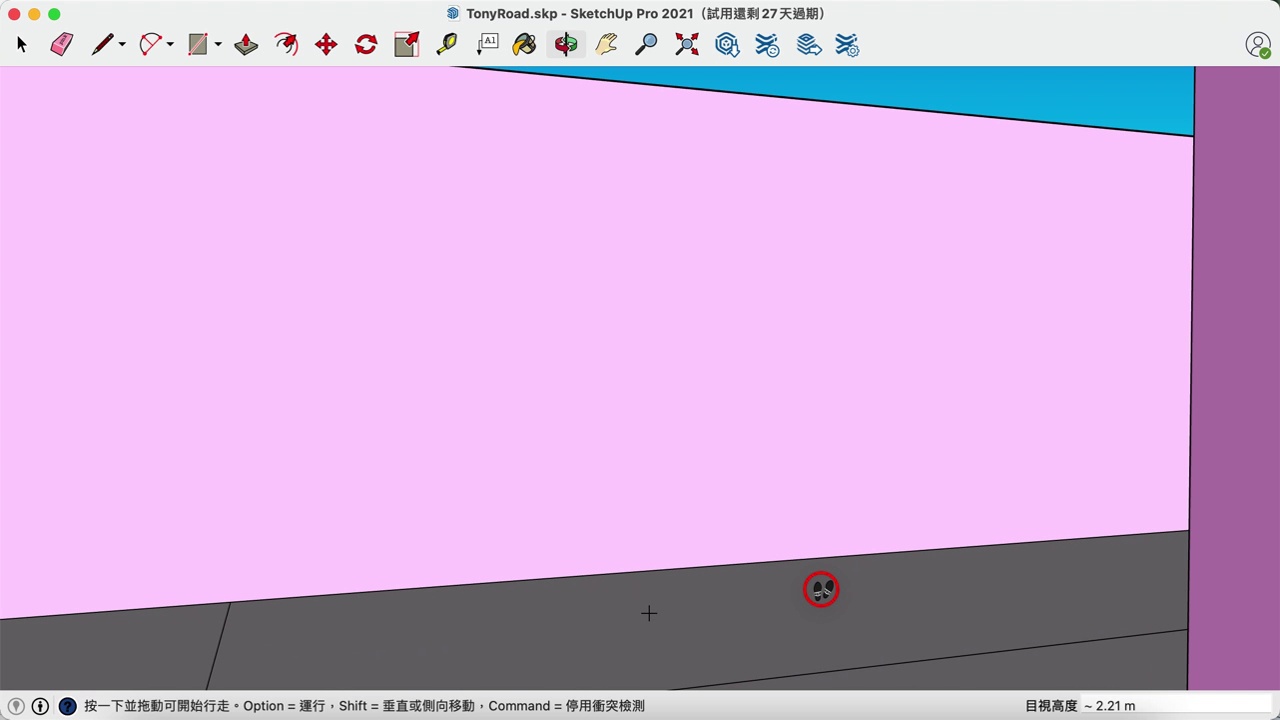 TonyRoad.skp - SketchUp Pro 2021（試用還剩 27 天過期）
A1
按一下並拖動可開始行走。Option = 運行，Shift = 垂直或側向移動，Command = 停用衝突檢測
目視高度 ~ 2.21 m